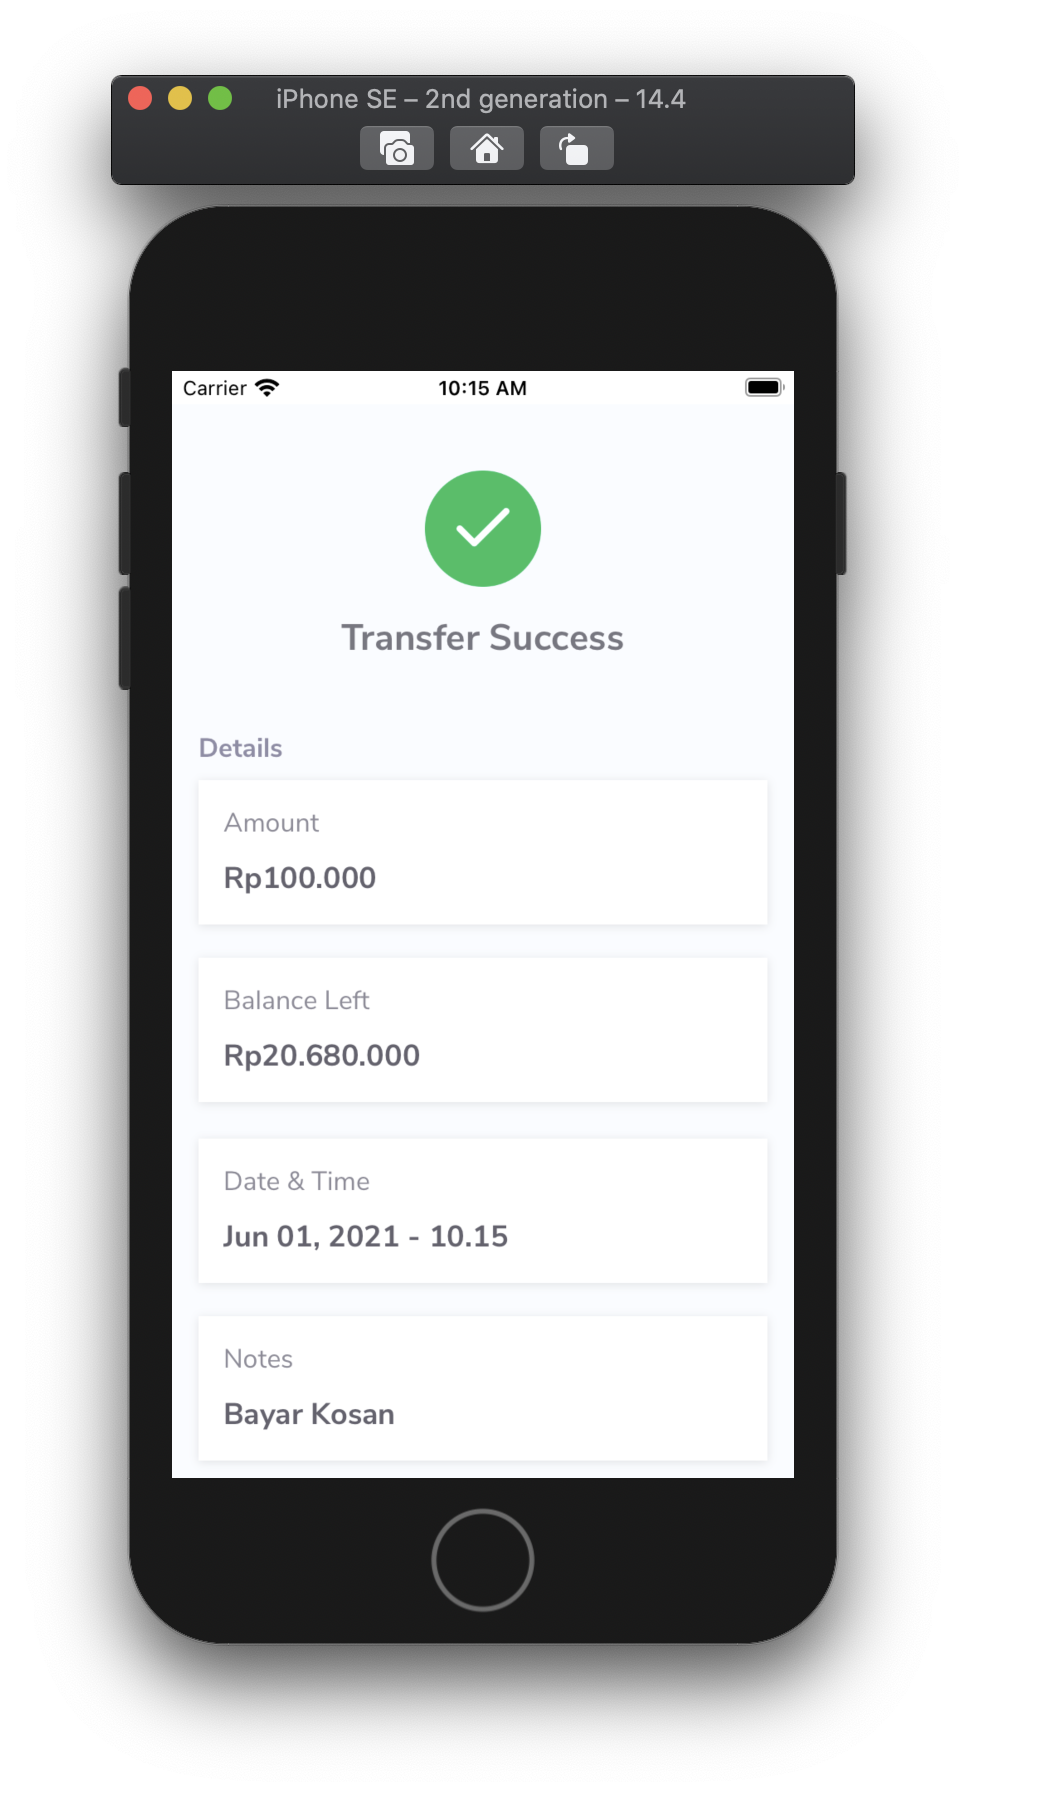 iPhone SE – 2nd generation – 14.4
Carrier 10:15 AM
Transfer Success
Details
Amount
Rp100.000
Balance Left
Rp20.680.000
Date & Time
Jun 01, 2021 - 10.15
Notes
Bayar Kosan